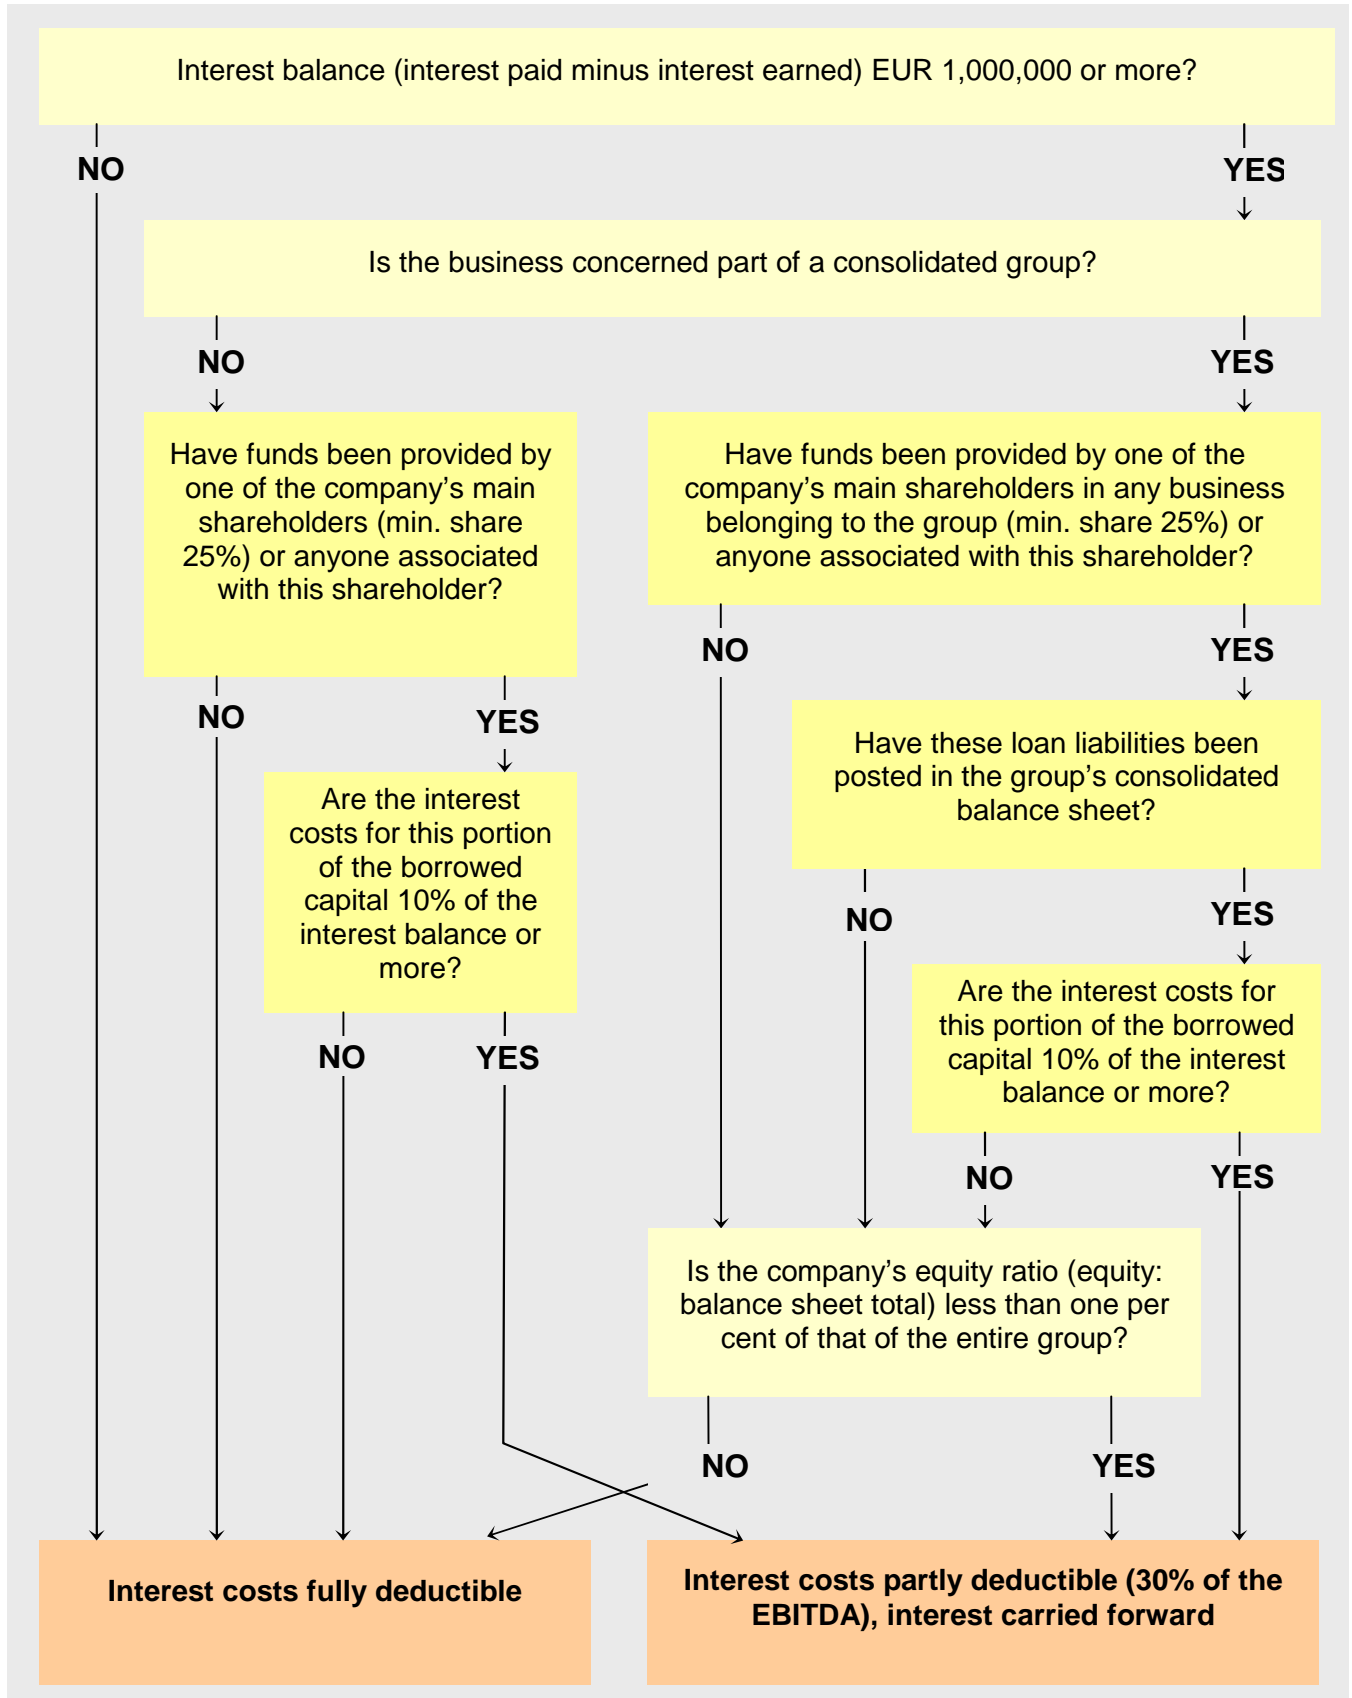 Interest balance (interest paid minus interest earned) EUR 1,000,000 or more?
NO
YES
Is the business concerned part of a consolidated group?
NO
YES
Have funds been provided by
one of the company’s main
shareholders (min. share
25%) or anyone associated
with this shareholder?
Have funds been provided by one of the
company’s main shareholders in any business
belonging to the group (min. share 25%) or
anyone associated with this shareholder?
NO
YES
NO
YES
Are the interest
costs for this portion
of the borrowed
capital 10% of the
interest balance or
more?
Have these loan liabilities been
posted in the group’s consolidated
balance sheet?
NO
YES
NO
YES
Are the interest costs for
this portion of the borrowed
capital 10% of the interest
balance or more?
NO
YES
Is the company’s equity ratio (equity:
balance sheet total) less than one per
cent of that of the entire group?
NO
YES
Interest costs fully deductible
Interest costs partly deductible (30% of the
EBITDA), interest carried forward